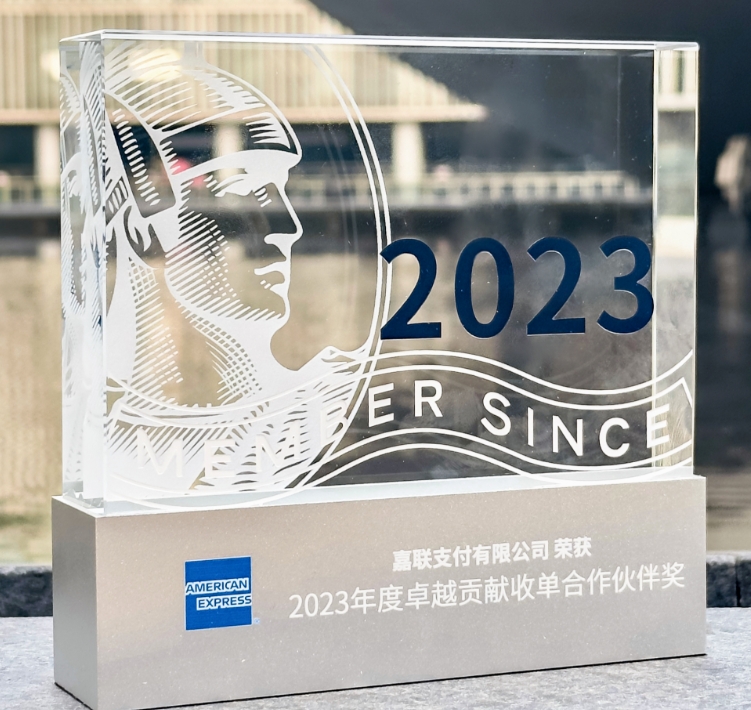 2023
MEMBER SINCE
嘉联支付有限公司 荣获
AMERICAN
EXPRESS
2023年度卓越贡献收单合作伙伴奖